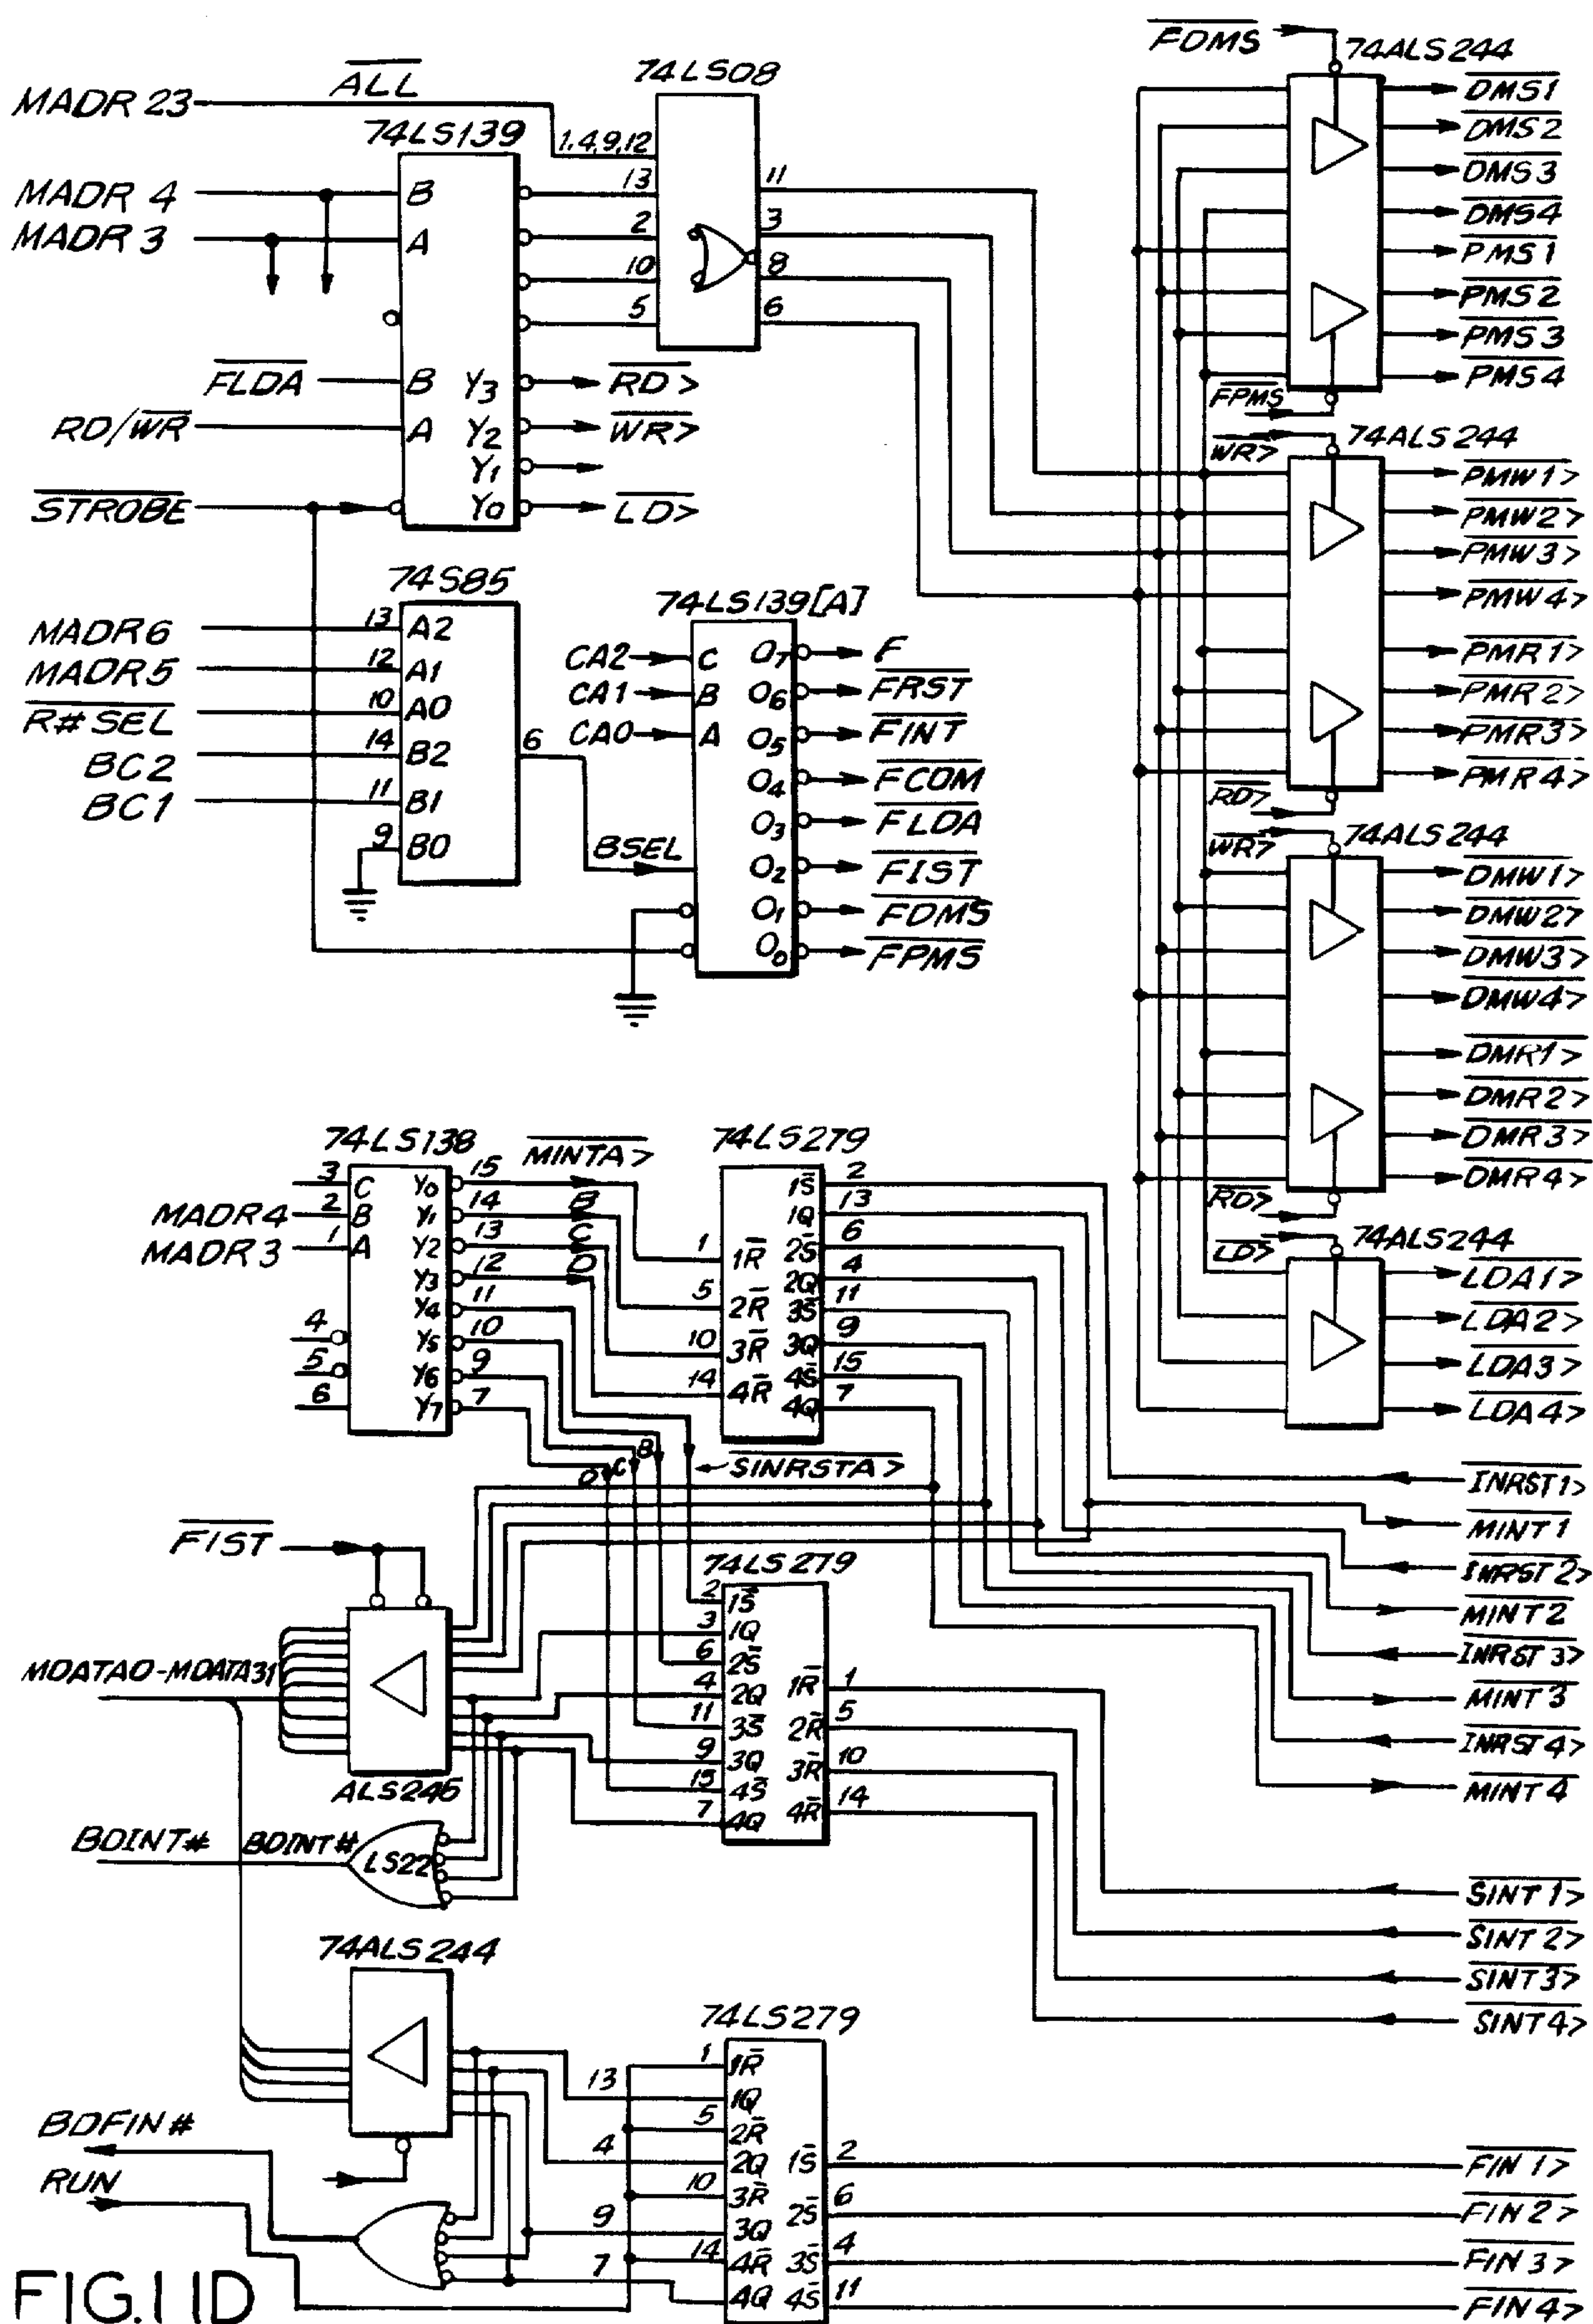 FDMS
74ALS244
74LS08
ALL
MADR 23
74LS139
1,4,9,12
MADR 4
B
13
11
MADR 3
A
2
3
10
8
5
6
FLDA
B
Y3
RD>
RD/WR
A
Y2
WR>
Y1
STROBE
Y0
LD>
DMS1
DMS2
DMS3
DMS4
PMS1
PMS2
PMS3
PMS4
FPMS
WR>
74ALS244
PMW1>
PMW2>
PMW3>
PMW4>
PMR1>
PMR2>
PMR3>
PMR4>
RD>
74S85
MADR6
13
A2
MADR5
12
A1
R#SEL
10
A0
BC2
14
B2
6
BC1
11
B1
9
B0
BSEL
74LS139[A]
CA2
C
O7
F
CA1
B
O6
FRST
CA0
A
O5
FINT
O4
FCOM
O3
FLDA
O2
FIST
O1
FDMS
O0
FPMS
WR>
74ALS244
DMW1>
DMW2>
DMW3>
DMW4>
DMR1>
DMR2>
DMR3>
DMR4>
RD>
LD>
74ALS244
LDA1>
LDA2>
LDA3>
LDA4>
74LS138
MINTA>
74LS279
3
C
Y0
15
MADR4
2
B
Y1
14
B
MADR3
1
A
Y2
13
C
Y3
12
D
Y4
11
4
Y5
10
5
Y6
9
6
Y7
7
1
1R
5
2R
10
3R
14
4R
1S
2
1Q
13
2S
6
2Q
4
3S
11
3Q
9
4S
15
4Q
7
D
C
B
SINRSTA>
INRST1>
MINT1
INRST2>
MINT2
INRST3>
MINT3
INRST4>
MINT4
FIST
MDATA0-MDATA31
ALS245
74LS279
2
1S
3
1Q
6
2S
4
2Q
11
3S
9
3Q
15
4S
7
4Q
1R
1
2R
5
3R
10
4R
14
BDINT#
BDINT#
LS22
SINT1>
SINT2>
SINT3>
SINT4>
74ALS244
74LS279
1
1R
13
1Q
5
2R
4
2Q
10
3R
9
3Q
14
4R
7
4Q
1S
2
2S
6
3S
4
4S
11
BDFIN#
RUN
FIN1>
FIN2>
FIN3>
FIN4>
FIG.11D